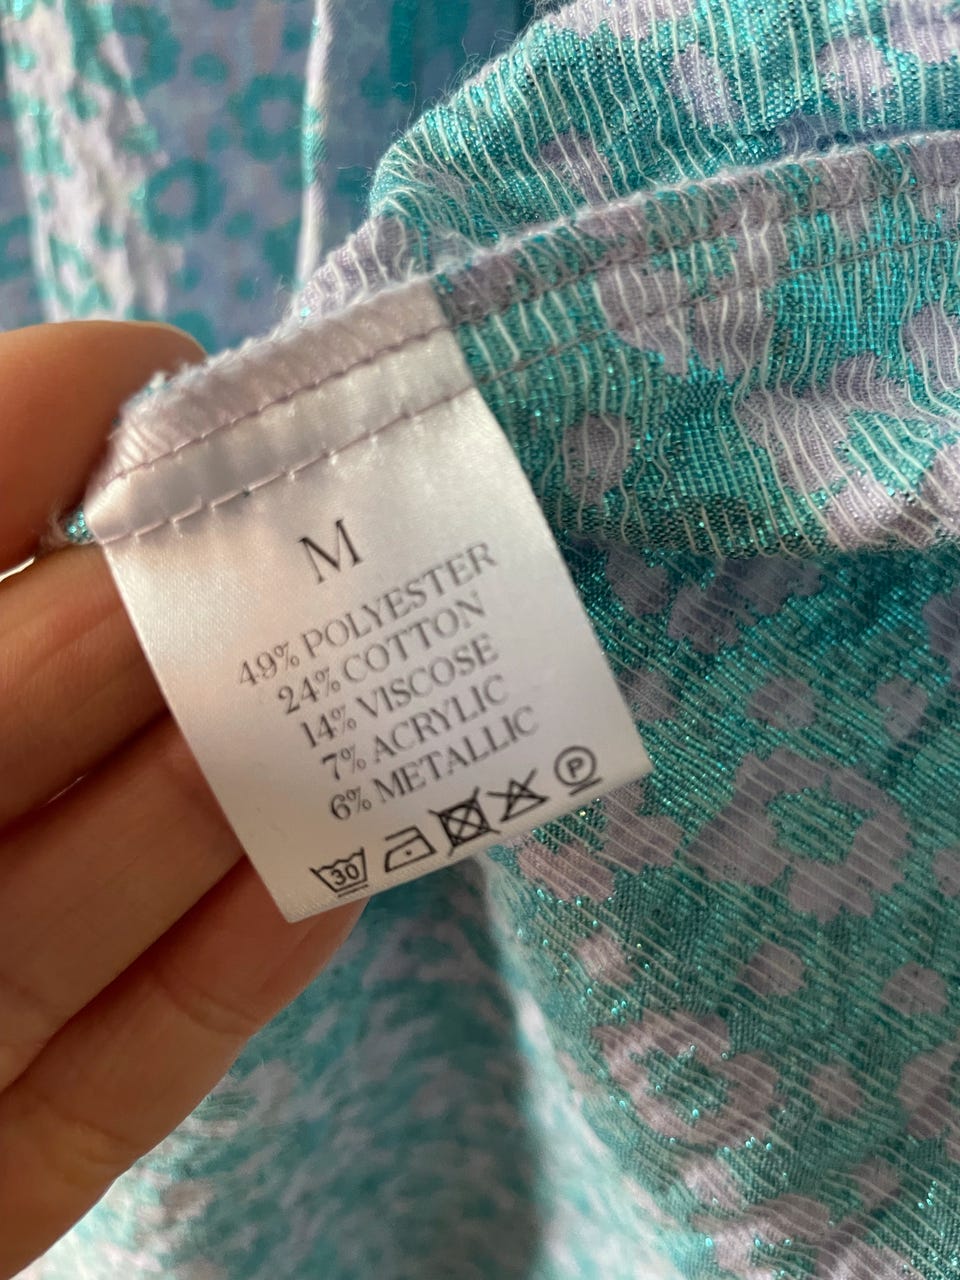 M
49% POLYESTER
24% COTTON
14% VISCOSE
7% ACRYLIC
6% METALLIC
30 P